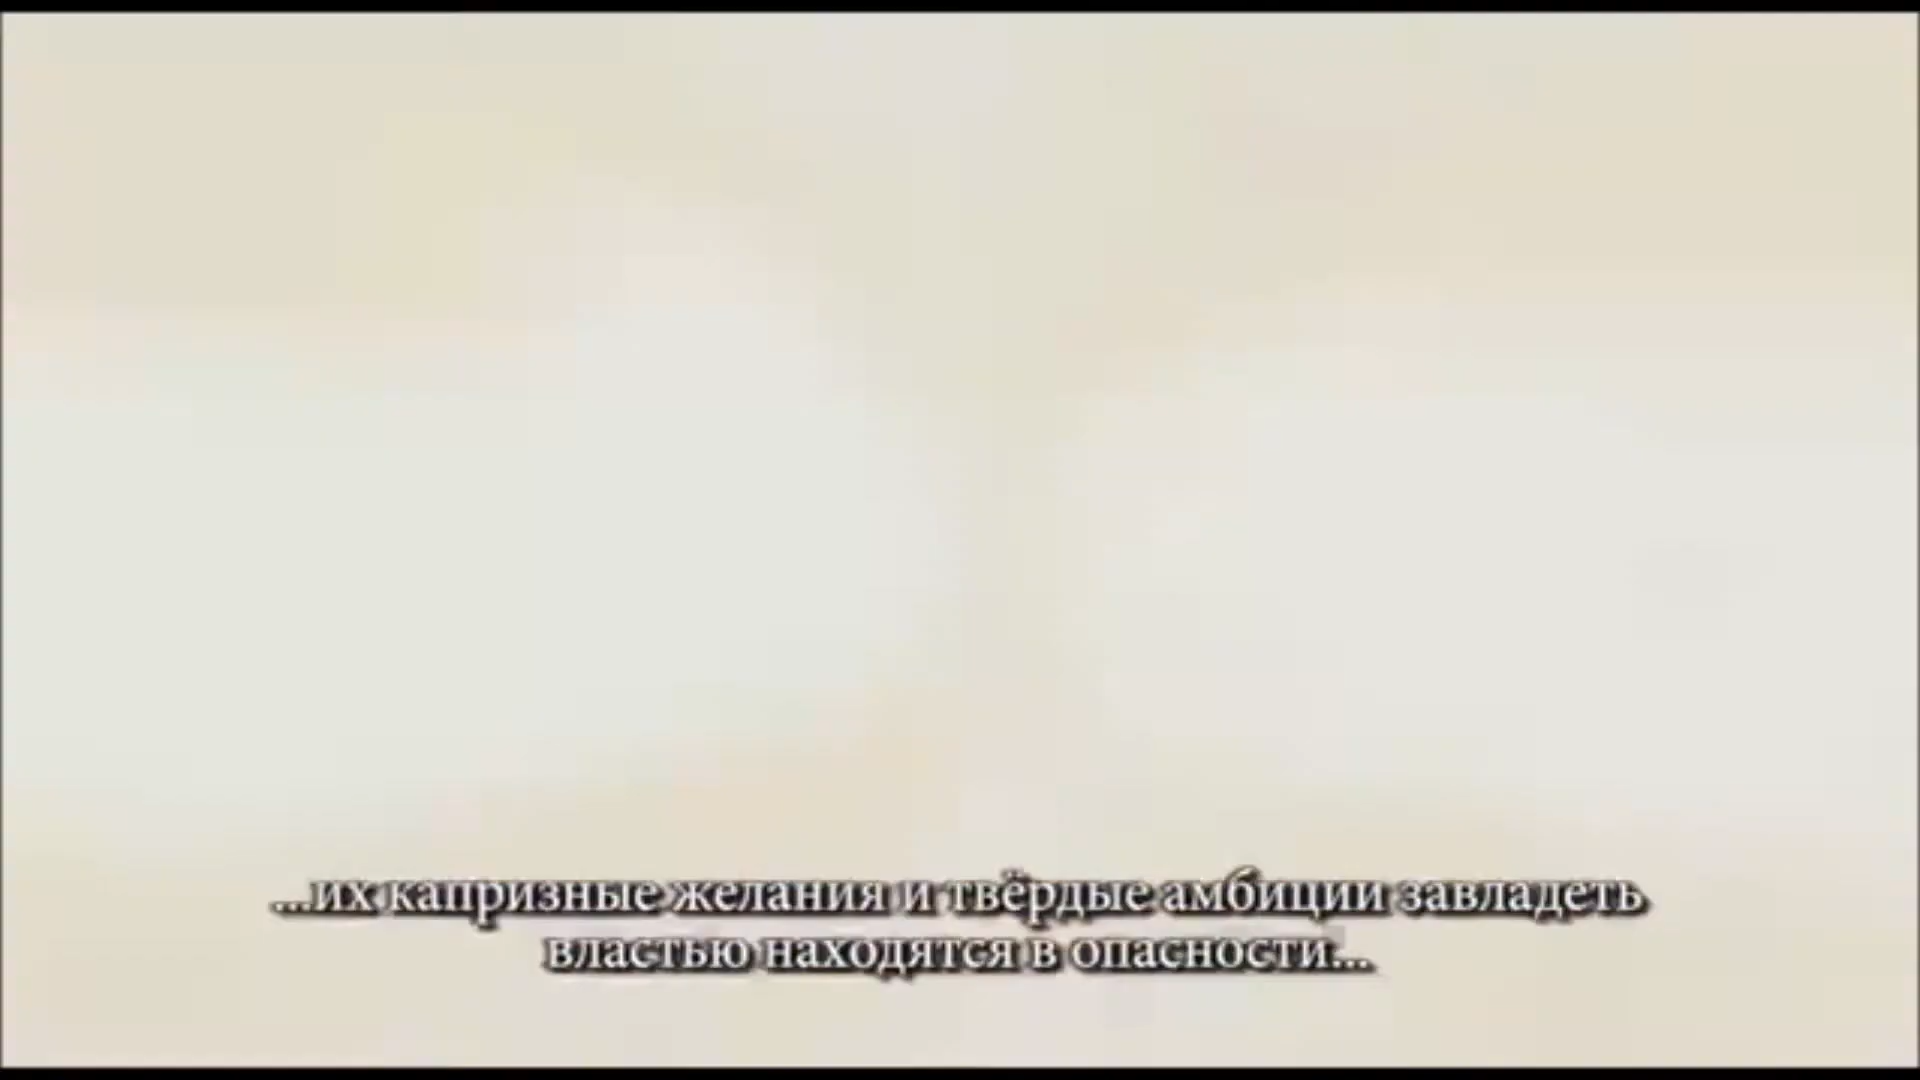 ...их капризные желания и твёрдые амбиции завладеть
властью находятся в опасности...